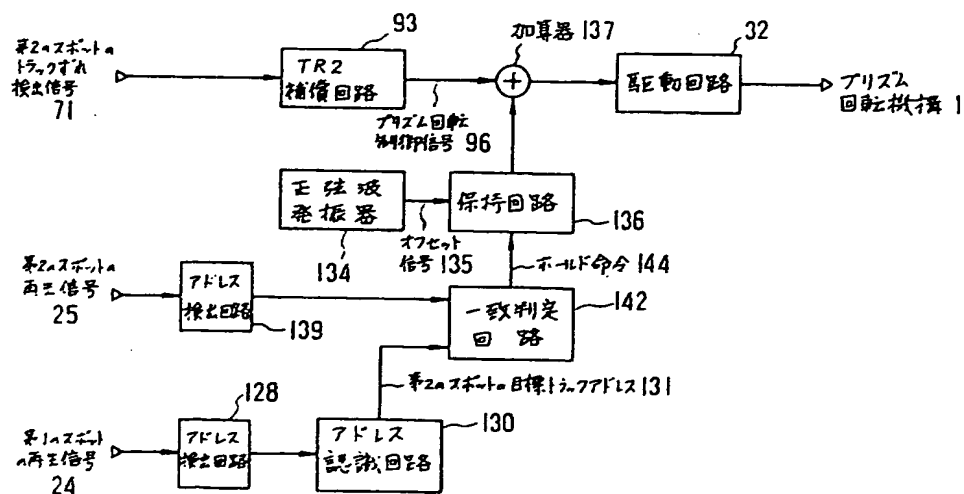 93
加算器 137
32
第2のスポットの
トラックずれ
検出信号
71
TR2
補償回路
+
駆動回路
プリズム
回転機構 1
プリズム回転
制御信号 96
正弦波
発振器
134
オフセット
信号 135
保持回路
136
ホールド命令 144
第2のスポットの
再生信号
25
アドレス
検出回路
139
一致判定
回路
142
第2のスポットの目標トラックアドレス 131
128
第1のスポット
の再生信号
24
アドレス
検出回路
アドレス
認識回路
130